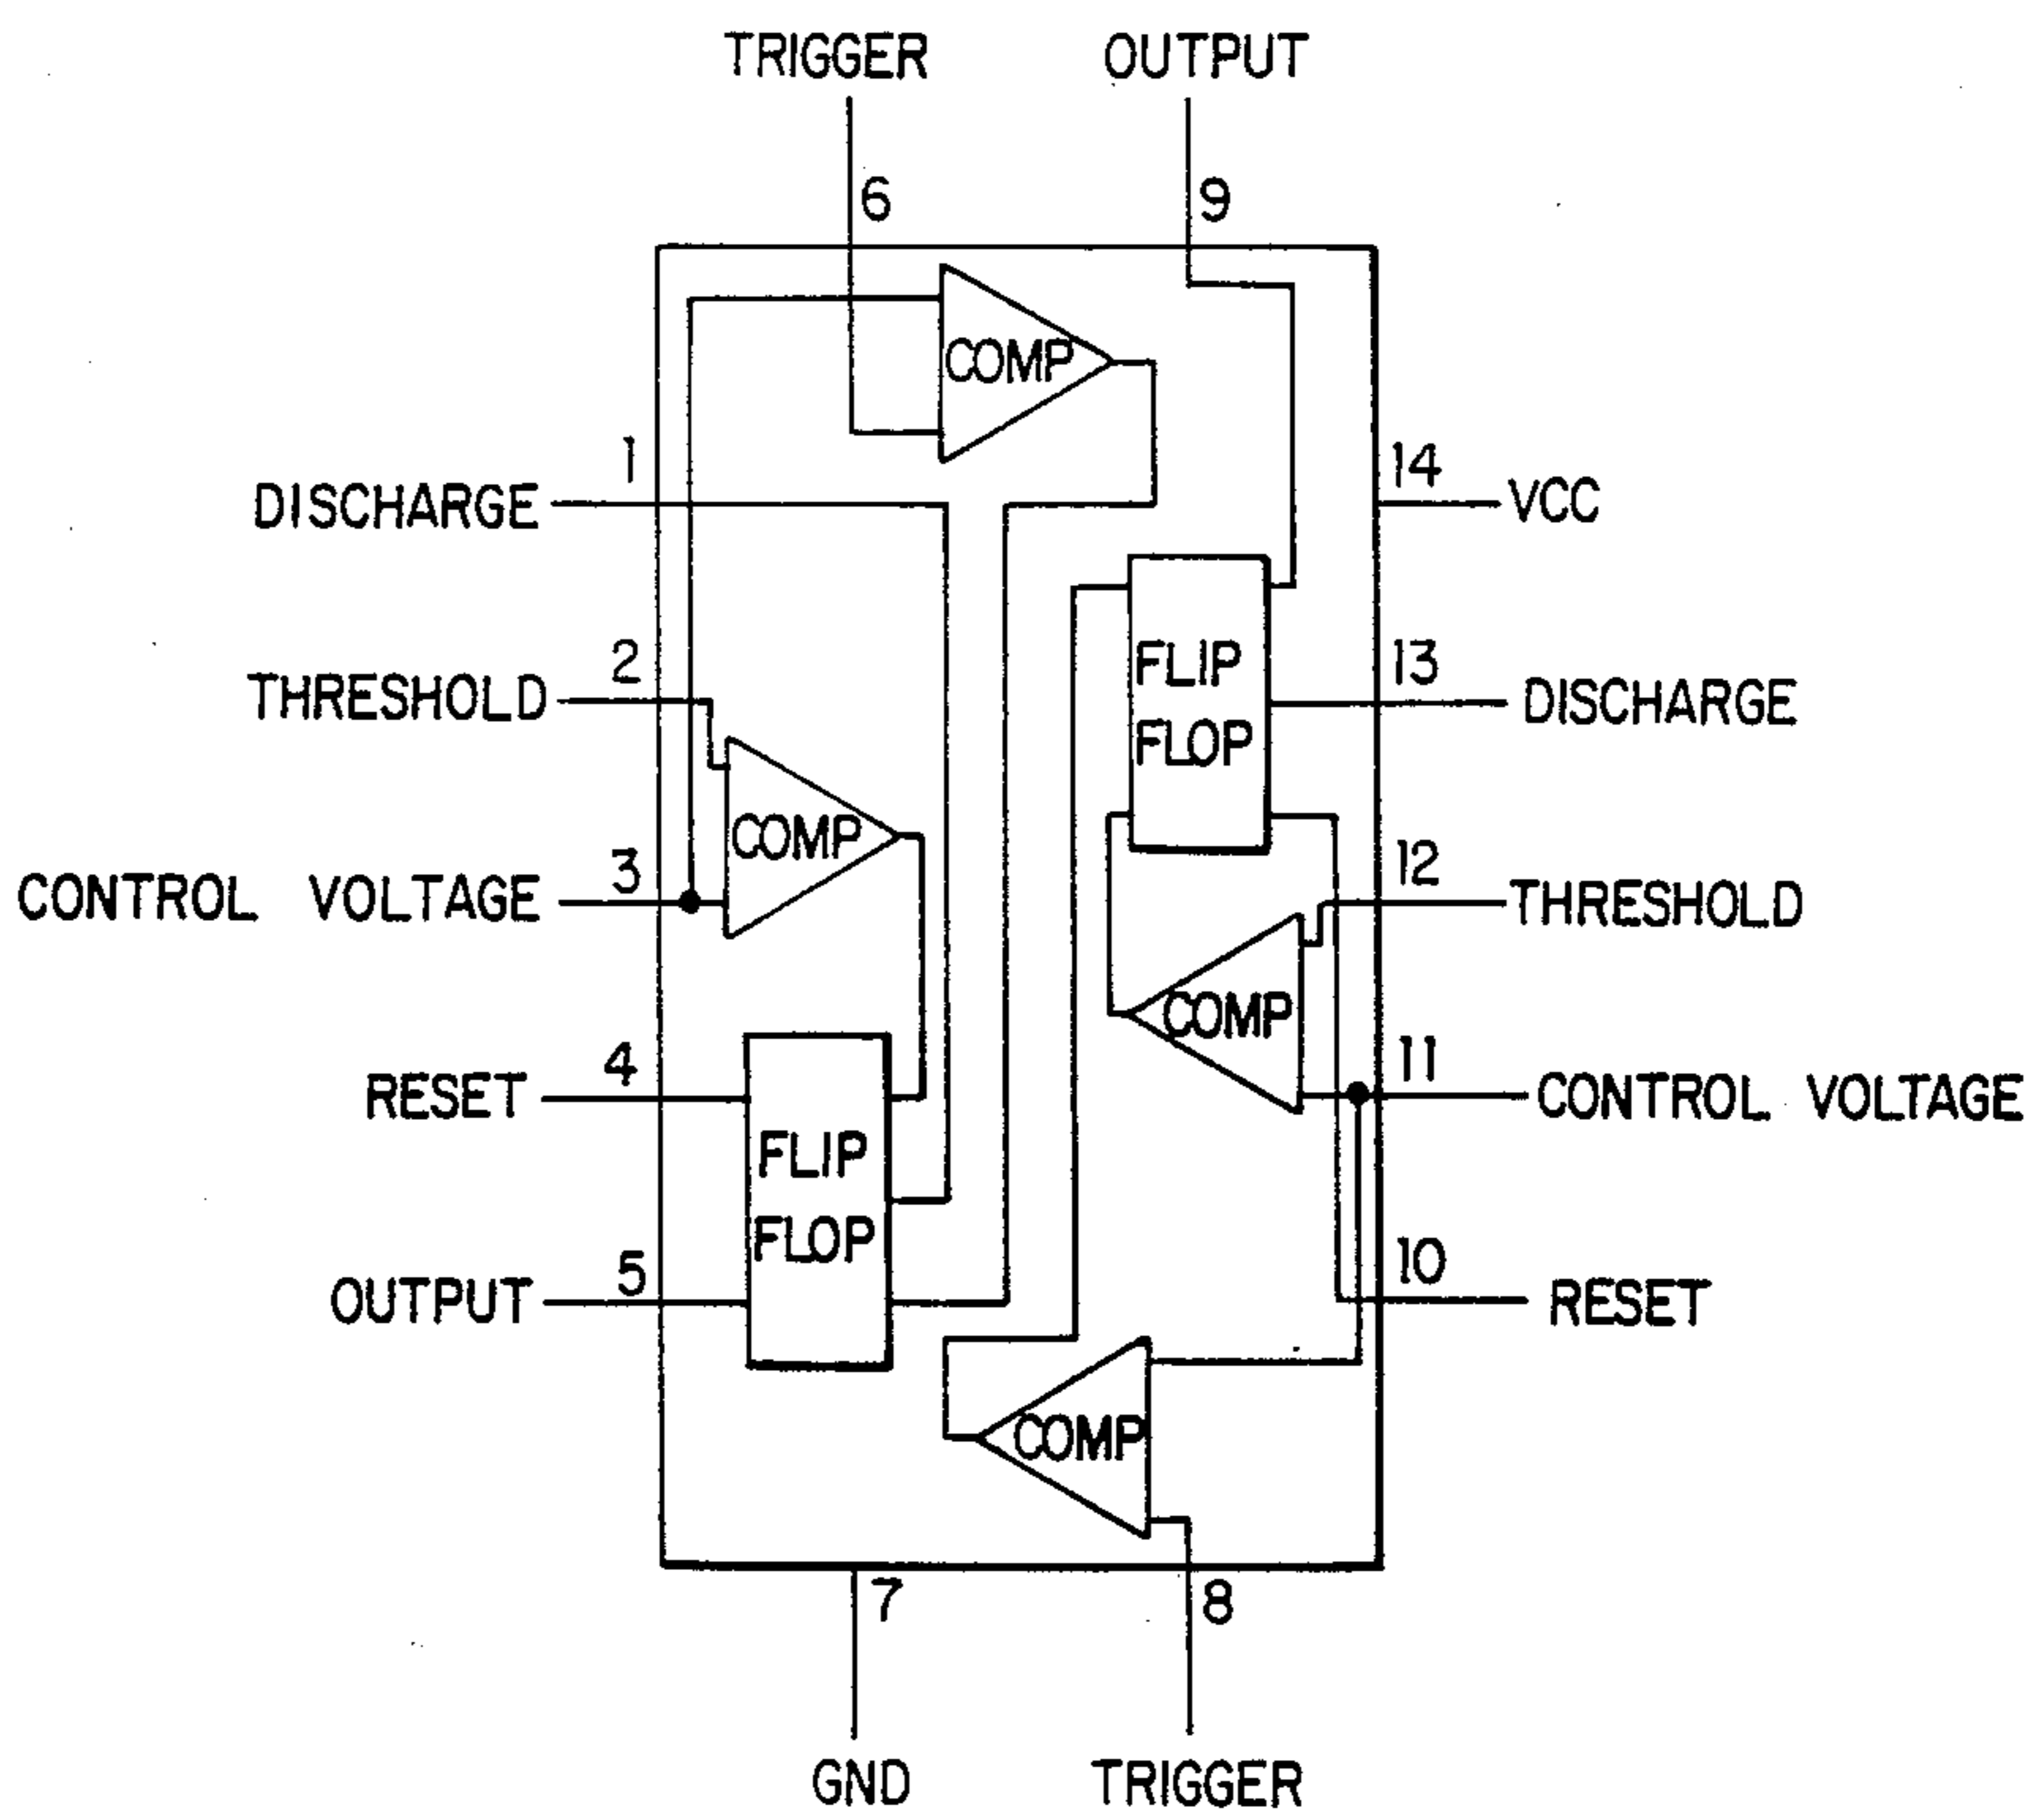 TRIGGER OUTPUT
6 9
COMP
1 14
DISCHARGE VCC
2 FLIP 13
THRESHOLD DISCHARGE
FLOP
COMP
3 12
CONTROL VOLTAGE THRESHOLD
COMP
4 11
RESET CONTROL VOLTAGE
FLIP
FLOP
5 10
OUTPUT RESET
COMP
7 8
GND TRIGGER